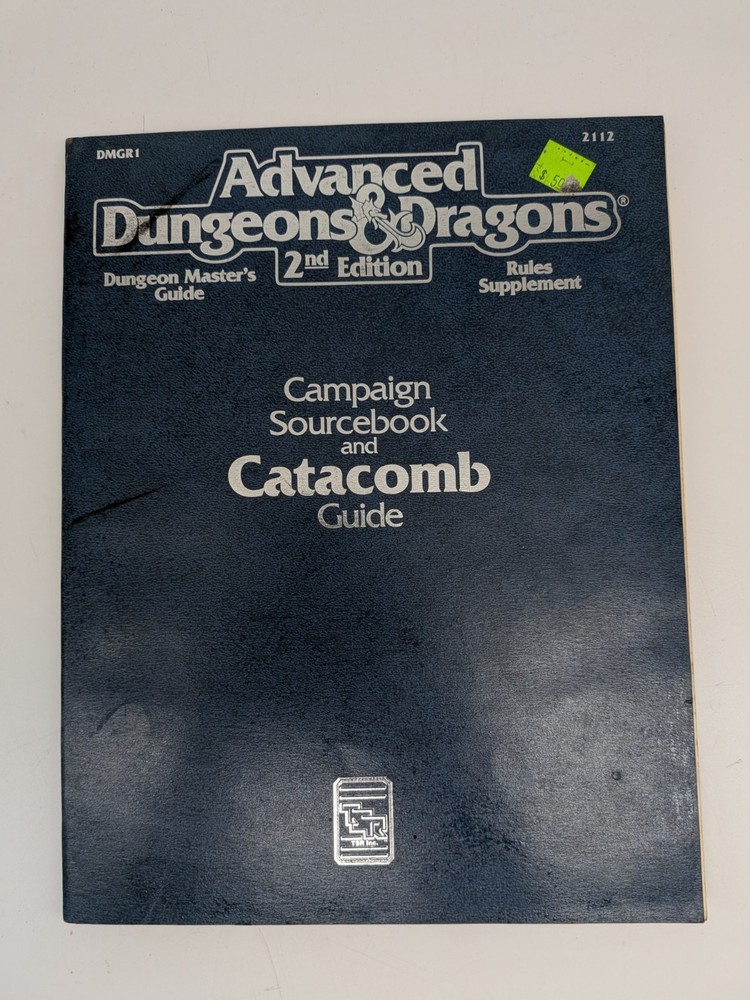 DMGR1
2112
Advanced
Dungeons & Dragons®
2nd Edition
Dungeon Master's
Guide
Rules
Supplement
Campaign
Sourcebook
and
Catacomb
Guide
TSR
TSR Inc.